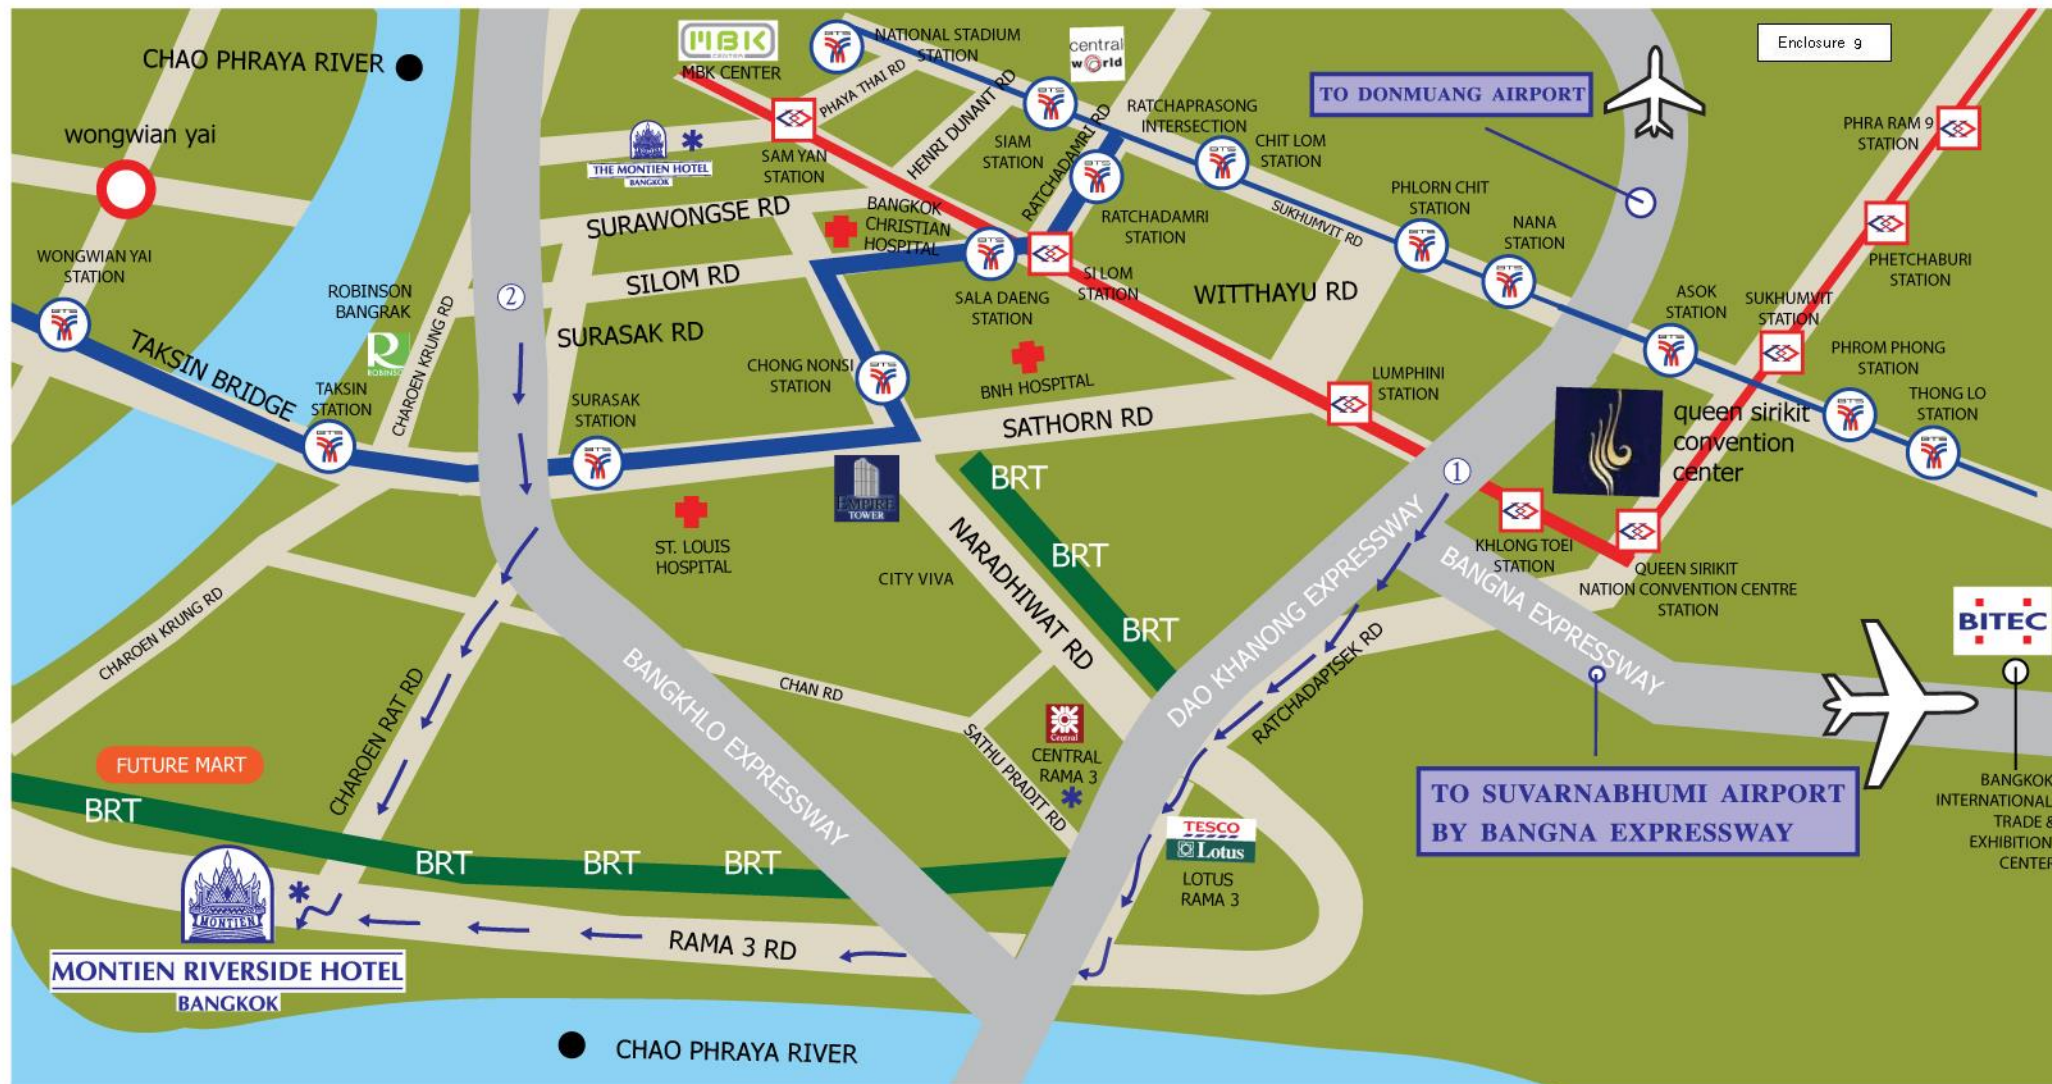 Enclosure 9
CHAO PHRAYA RIVER
wongwian yai
WONGWIAN YAI
STATION
TAKSIN BRIDGE
ROBINSON
BANGRAK
R
ROBINSON
CHAROEN KRUNG RD
TAKSIN
STATION
MBK
CENTER
MBK CENTER
BTS
NATIONAL STADIUM
STATION
PHAYA THAI RD
HENRI DUNANT RD
central
world
SAM YAN
STATION
THE MONTIEN HOTEL
BANGKOK
SURAWONGSE RD
SILOM RD
SURASAK RD
2
BANGKOK
CHRISTIAN
HOSPITAL
SIAM
STATION
RATCHADAMRI RD
RATCHAPRASONG
INTERSECTION
CHIT LOM
STATION
RATCHADAMRI
STATION
SUKHUMVIT RD
SALA DAENG
STATION
SI LOM
STATION
WITTHAYU RD
TO DONMUANG AIRPORT
PHLORN CHIT
STATION
NANA
STATION
ASOK
STATION
SUKHUMVIT
STATION
PHRA RAM 9
STATION
PHETCHABURI
STATION
PHROM PHONG
STATION
THONG LO
STATION
CHONG NONSI
STATION
BNH HOSPITAL
SATHORN RD
LUMPHINI
STATION
SURASAK
STATION
queen sirikit
convention
center
1
EMPIRE
TOWER
ST. LOUIS
HOSPITAL
CITY VIVA
NARADHIWAT RD
BRT
BRT
BRT
KHLONG TOEI
STATION
QUEEN SIRIKIT
NATION CONVENTION CENTRE
STATION
DAO KHANONG EXPRESSWAY
BANGNA EXPRESSWAY
RATCHADAPISEK RD
BITEC
BANGKOK
INTERNATIONAL
TRADE &
EXHIBITION
CENTER
TO SUVARNABHUMI AIRPORT
BY BANGNA EXPRESSWAY
CHAROEN KRUNG RD
CHAROEN RAT RD
BANGKHLO EXPRESSWAY
CHAN RD
SATHU PRADIT RD
Central
CENTRAL
RAMA 3
TESCO
Lotus
LOTUS
RAMA 3
FUTURE MART
BRT
BRT
BRT
BRT
MONTIEN
MONTIEN RIVERSIDE HOTEL
BANGKOK
RAMA 3 RD
CHAO PHRAYA RIVER